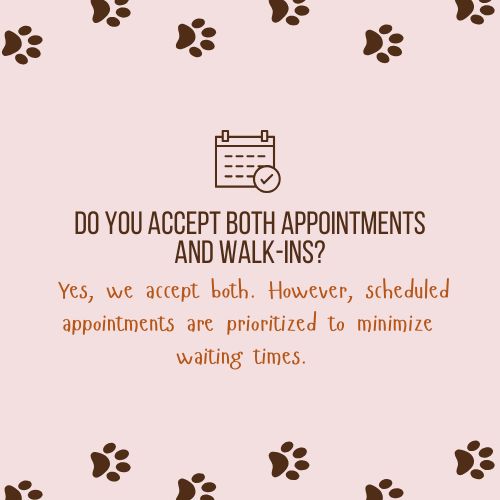 DO YOU ACCEPT BOTH APPOINTMENTS
AND WALK-INS?
Yes, we accept both. However, scheduled
appointments are prioritized to minimize
waiting times.